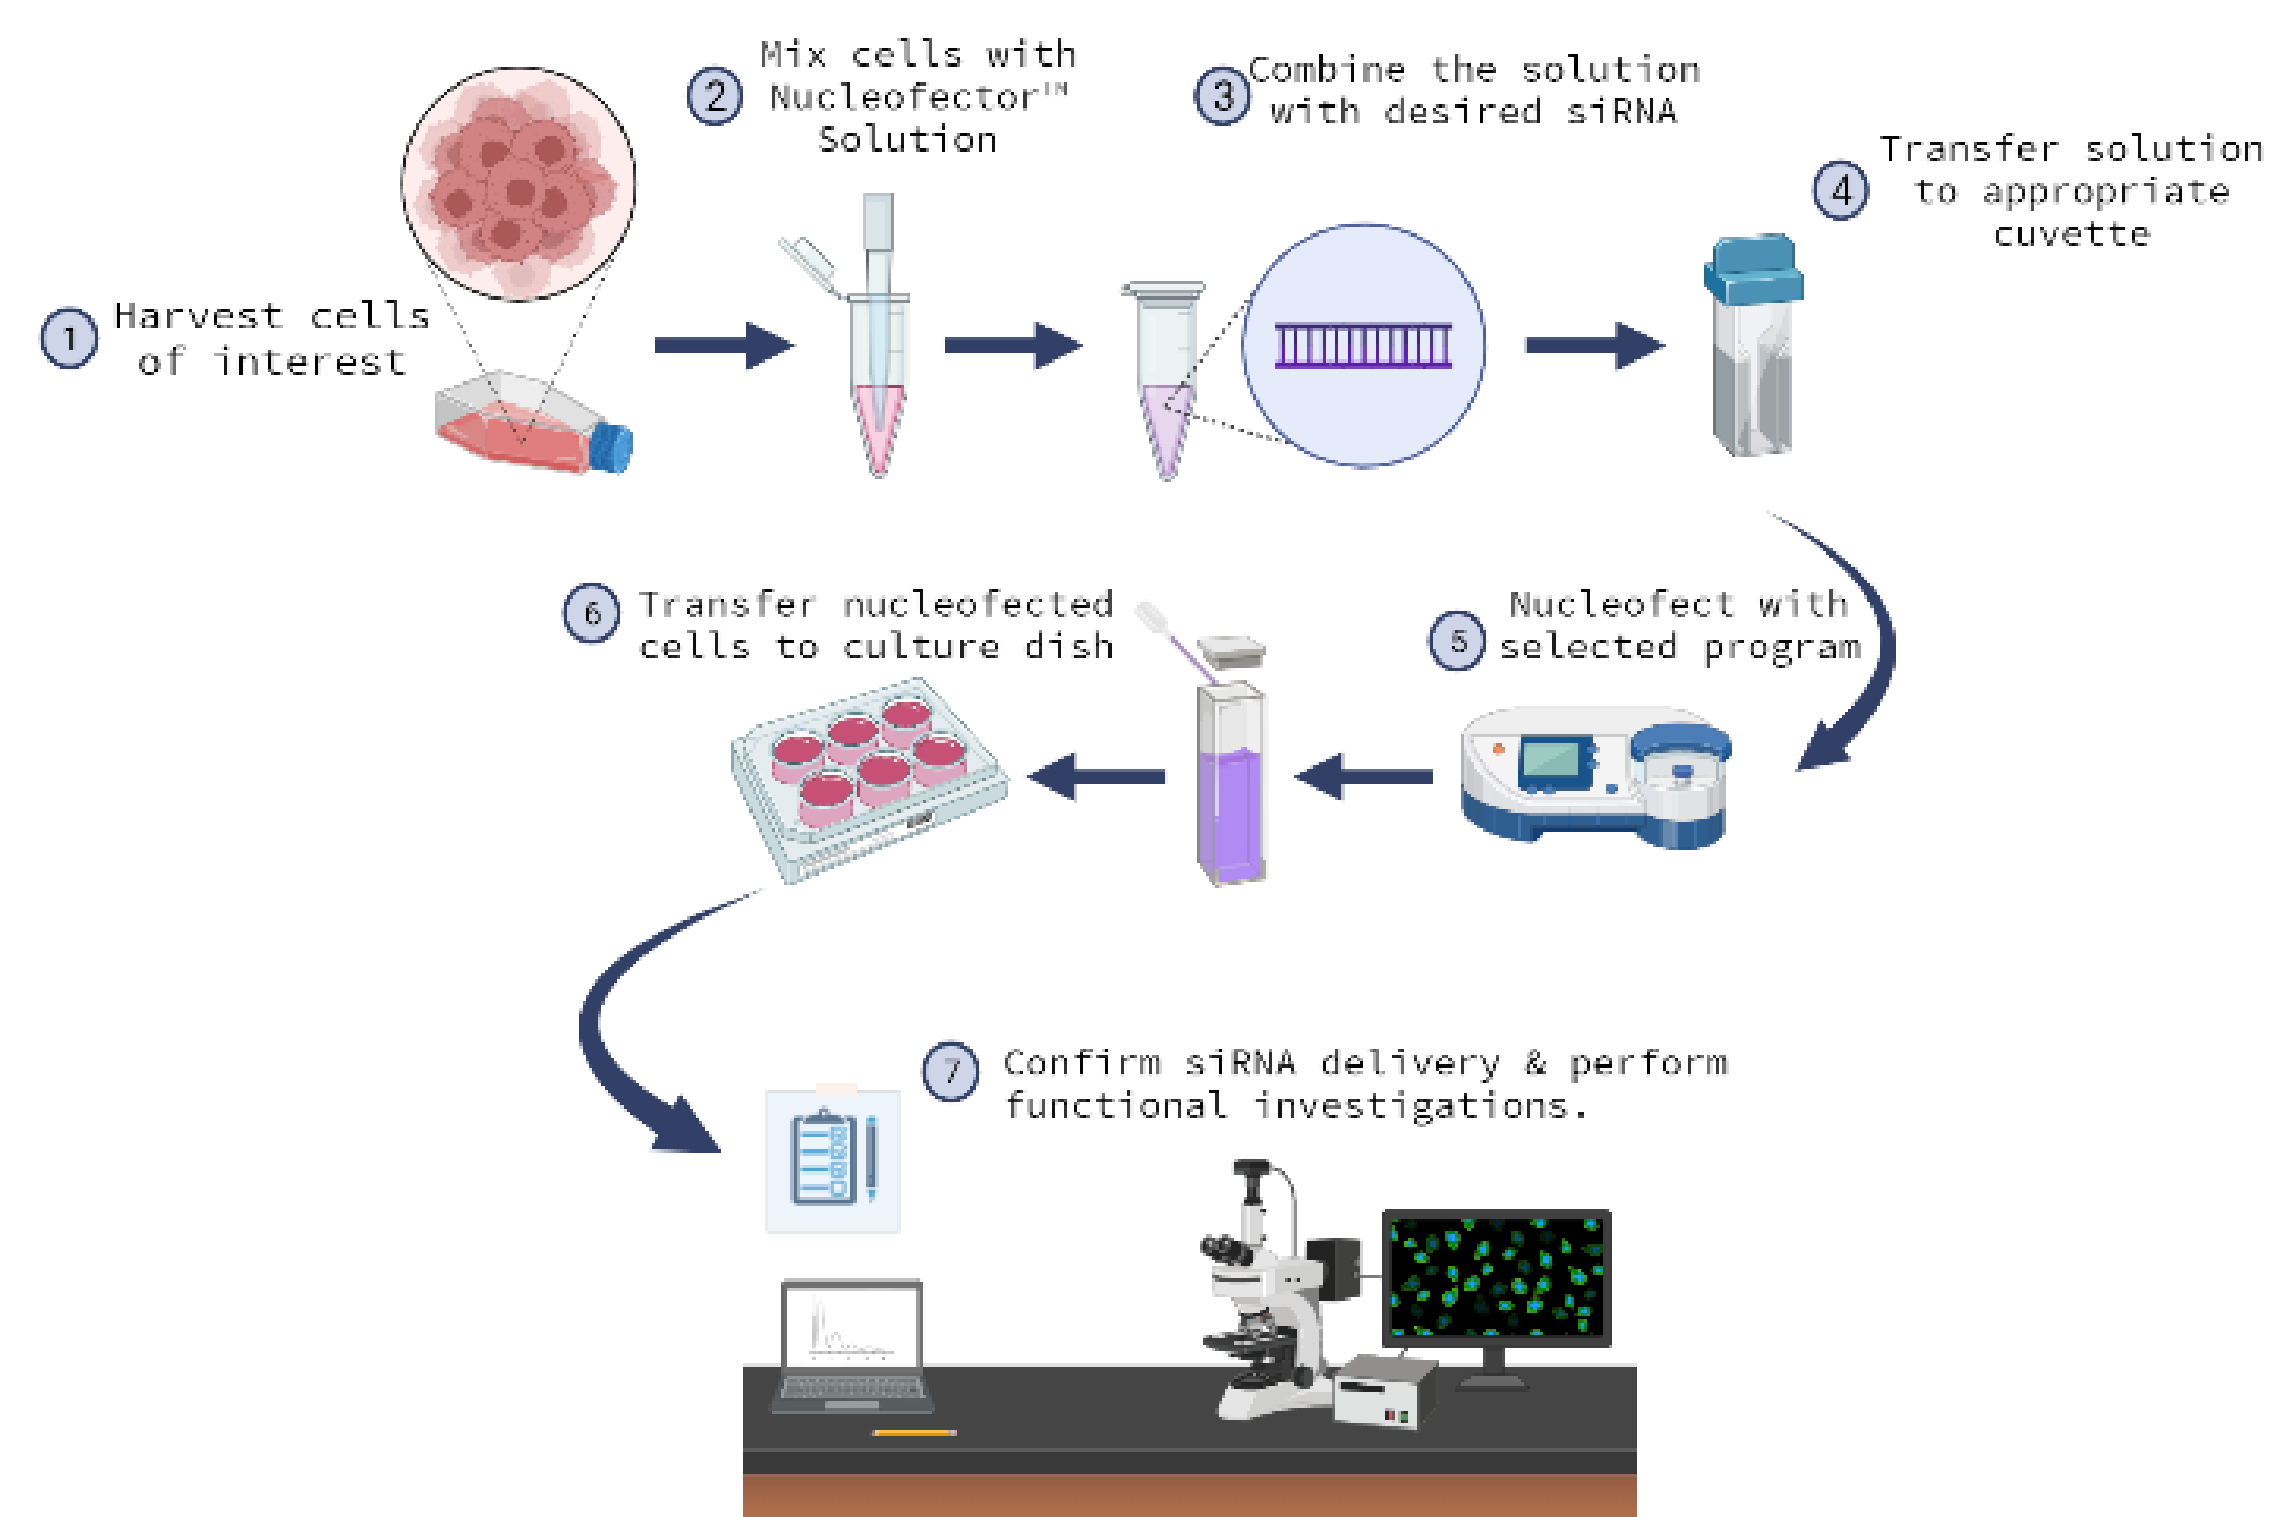 1
Harvest cells
of interest
2
Mix cells with
Nucleofector™
Solution
3
Combine the solution
with desired siRNA
4
Transfer solution
to appropriate
cuvette
5
Nucleofect with
selected program
6
Transfer nucleofected
cells to culture dish
7
Confirm siRNA delivery & perform
functional investigations.